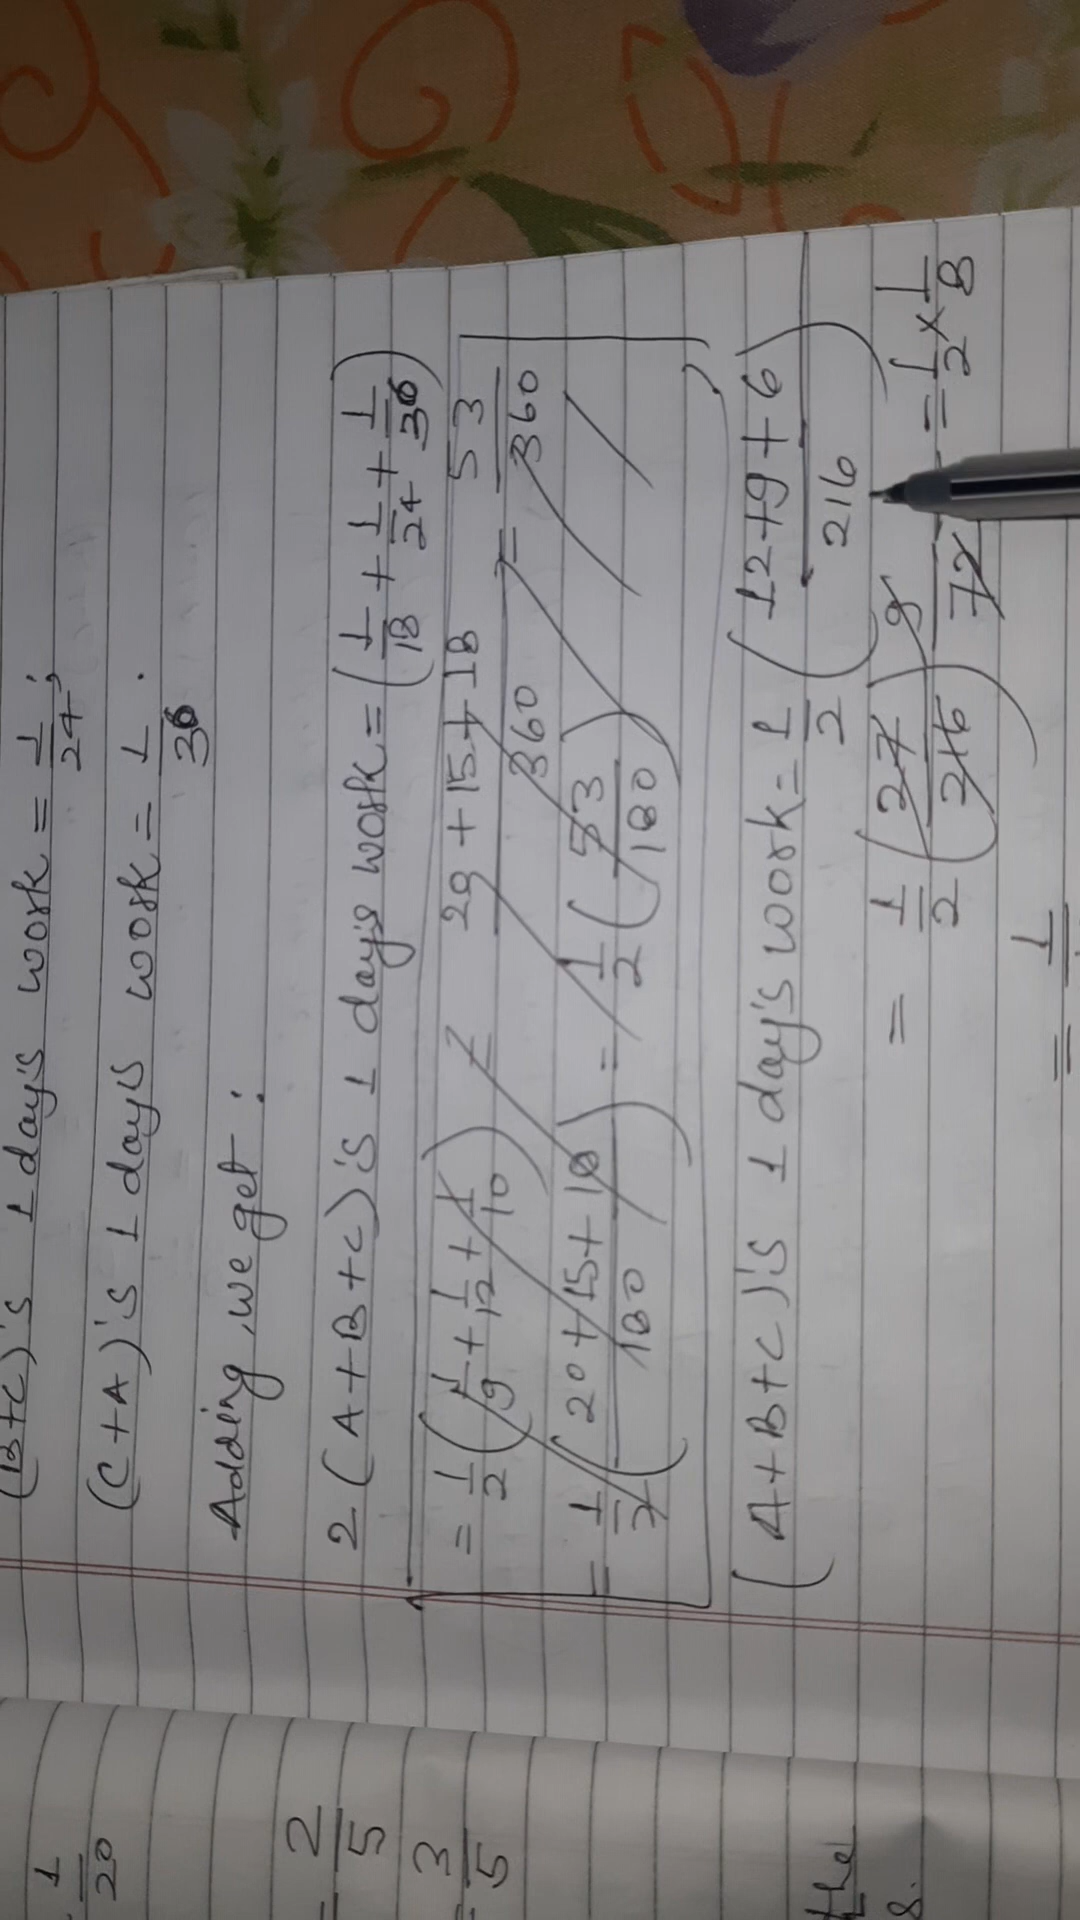 (B+C)'s 1 day's work = 1/24;
(C+A)'s 1 day's work = 1/36.
Adding, we get:
2(A+B+C)'s 1 day's work = (1/18 + 1/24 + 1/36)
= 1/2 (1/9 + 1/12 + 1/10) 29+15+18/360 = 53/360
= 1/2 (20+15+18/180) = 1/2 (53/180)
(A+B+C)'s 1 day's work = 1/2 (12+9+6/216)
= 1/2 (27/216) 9/72 = 1/2 × 1/8
= 1
1/20
= 2/5
= 3/5
the
8.